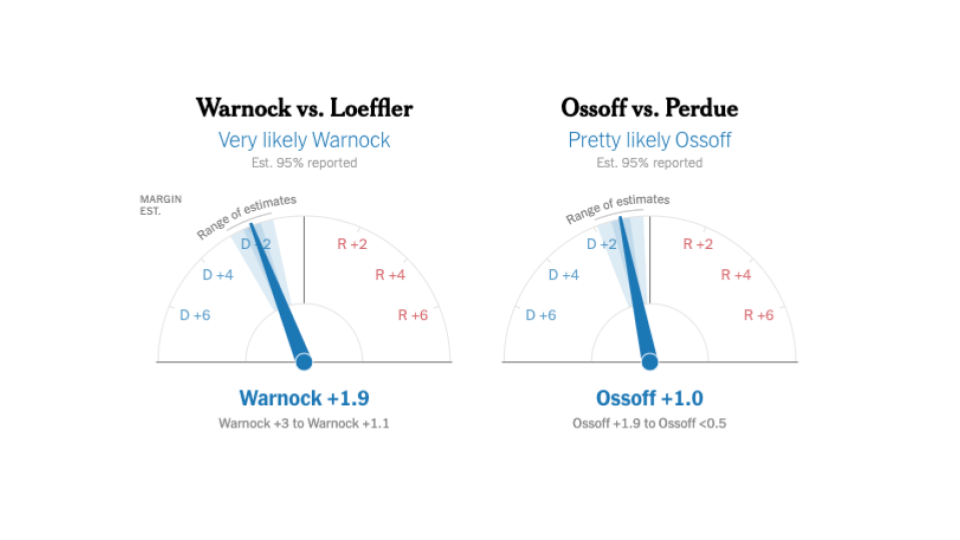 Warnock vs. Loeffler
Very likely Warnock
Est. 95% reported
MARGIN
EST.
Range of estimates
D +2
D +4
D +6
R +2
R +4
R +6
Warnock +1.9
Warnock +3 to Warnock +1.1
Ossoff vs. Perdue
Pretty likely Ossoff
Est. 95% reported
Range of estimates
D +2
D +4
D +6
R +2
R +4
R +6
Ossoff +1.0
Ossoff +1.9 to Ossoff <0.5